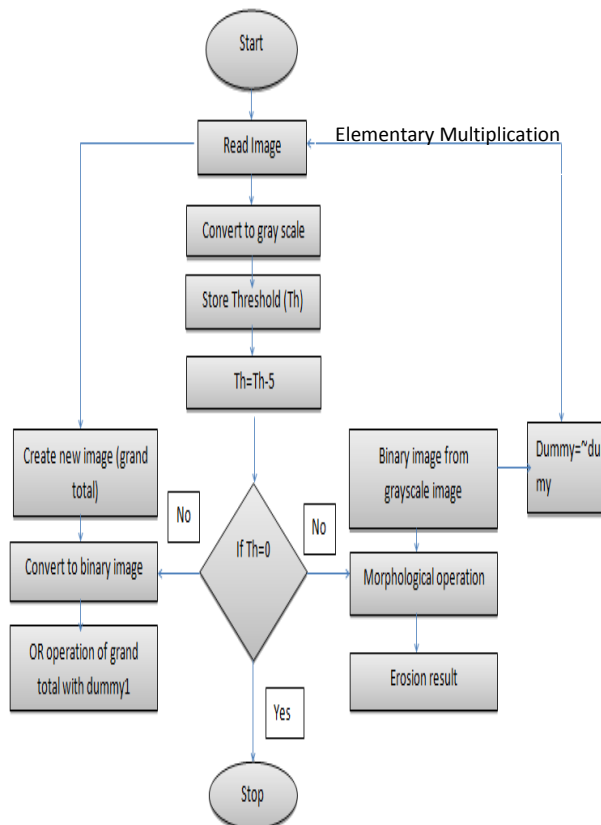 Start
Elementary Multiplication
Read Image
Convert to gray scale
Store Threshold (Th)
Th=Th-5
Create new image (grand
total)
Binary image from
grayscale image
Dummy=~du
my
No
No
If Th=0
Convert to binary image
Morphological operation
OR operation of grand
total with dummy1
Erosion result
Yes
Stop